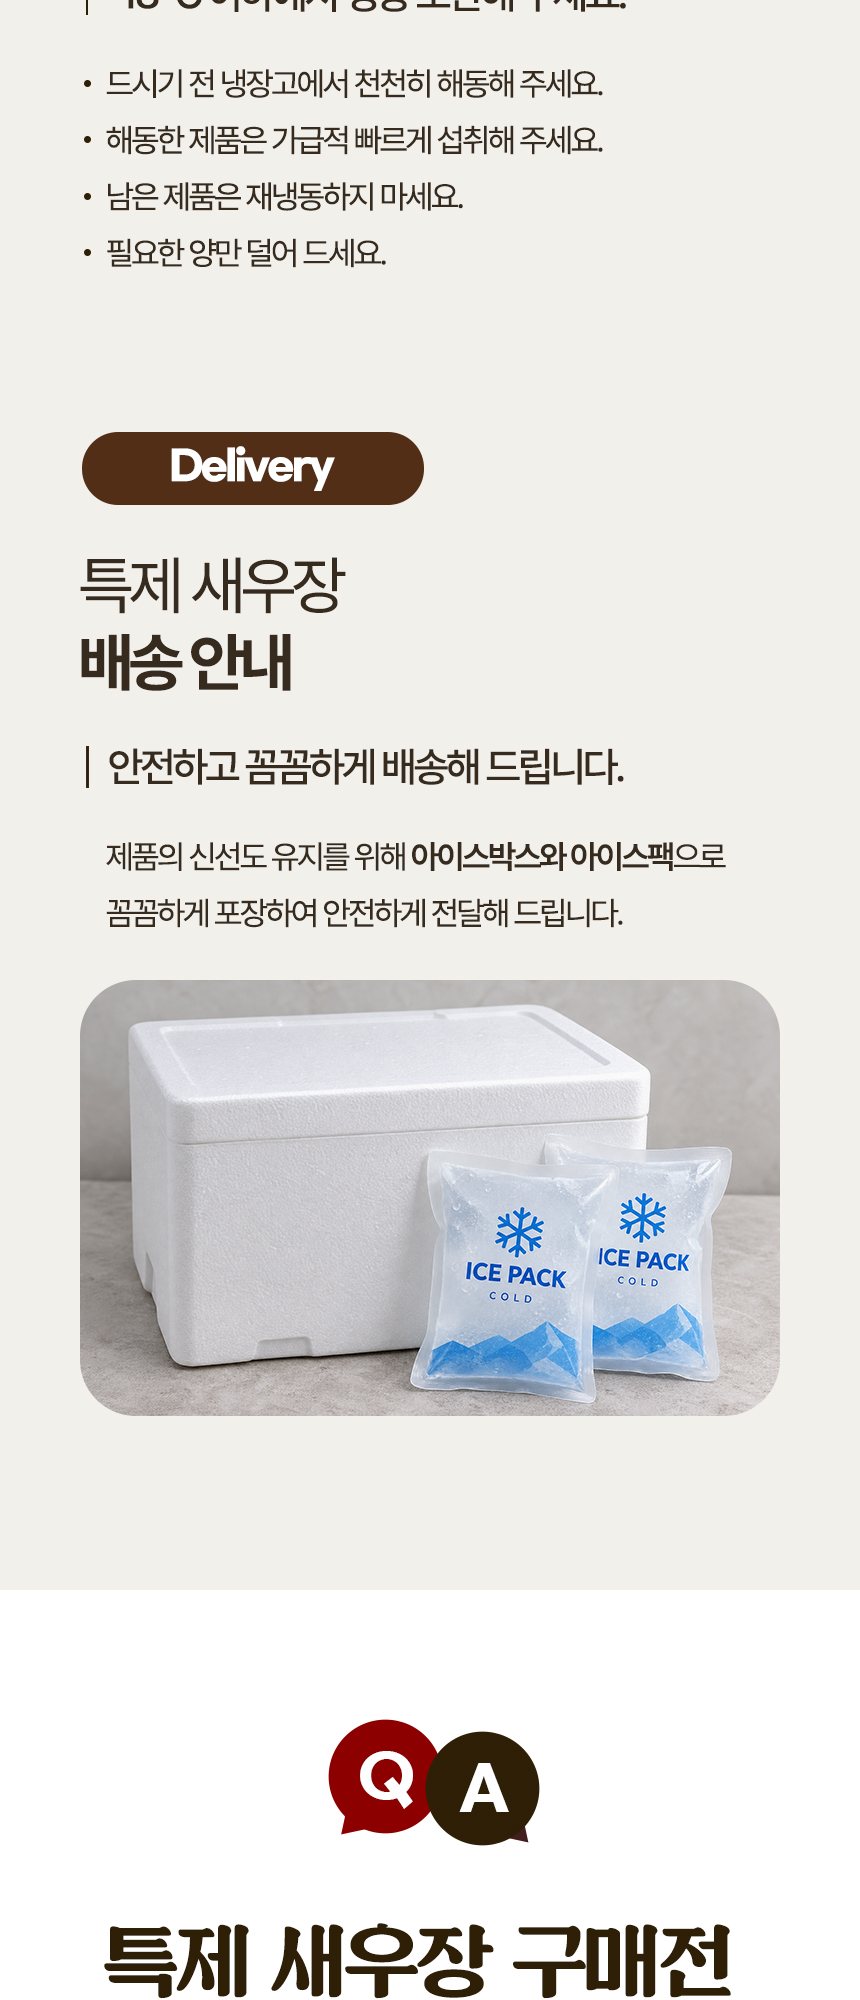 • 드시기 전 냉장고에서 천천히 해동해 주세요.
• 해동한 제품은 가급적 빠르게 섭취해 주세요.
• 남은 제품은 재냉동하지 마세요.
• 필요한 양만 덜어 드세요.
Delivery
특제 새우장
배송 안내
안전하고 꼼꼼하게 배송해 드립니다.
제품의 신선도 유지를 위해 아이스박스와 아이스팩으로
꼼꼼하게 포장하여 안전하게 전달해 드립니다.
ICE PACK
COLD
ICE PACK
COLD
Q A
특제 새우장 구매전